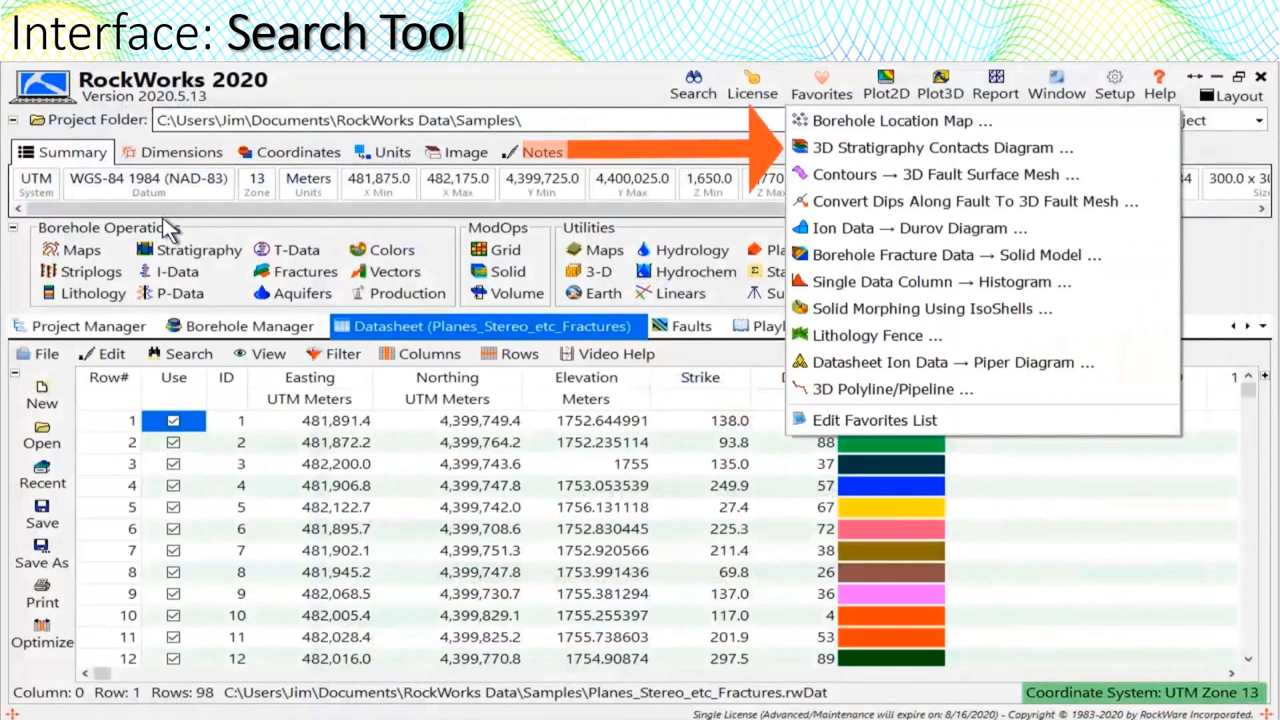 Interface: Search Tool
RockWorks 2020
Version 2020.5.13
Search License Favorites Plot2D Plot3D Report Window Setup Help Layout
Project Folder: C:\Users\Jim\Documents\RockWorks Data\Samples\
Summary Dimensions Coordinates Units Image Notes
UTM WGS-84 1984 (NAD-83) 13 Meters 481,875.0 482,175.0 4,399,725.0 4,400,025.0 1,650.0
System Datum Zone Units X Min X Max Y Min Y Max Z Min
Borehole Location Map ...
3D Stratigraphy Contacts Diagram ...
Contours → 3D Fault Surface Mesh ...
Convert Dips Along Fault To 3D Fault Mesh ...
Ion Data → Durov Diagram ...
Borehole Fracture Data → Solid Model ...
Single Data Column → Histogram ...
Solid Morphing Using IsoShells ...
Lithology Fence ...
Datasheet Ion Data → Piper Diagram ...
3D Polyline/Pipeline ...
Edit Favorites List
Borehole Operations ModOps Utilities
Maps Stratigraphy T-Data Colors Grid Maps Hydrology
Striplogs I-Data Fractures Vectors Solid 3-D Hydrochem
Lithology P-Data Aquifers Production Volume Earth Linears
Project Manager Borehole Manager Datasheet (Planes_Stereo_etc_Fractures) Faults
File Edit Search View Filter Columns Rows Video Help
Row# Use ID Easting Northing Elevation Strike
UTM Meters UTM Meters Meters
New
Open
Recent
Save
Save As
Print
Optimize
1 1 481,891.4 4,399,749.4 1752.644991 138.0
2 2 481,872.2 4,399,764.2 1752.235114 93.8 88
3 3 482,200.0 4,399,743.6 1755 135.0 37
4 4 481,906.8 4,399,747.8 1753.053539 249.9 57
5 5 482,122.7 4,399,742.0 1756.131118 27.4 67
6 6 481,895.7 4,399,708.6 1752.830445 225.3 72
7 7 481,902.1 4,399,751.3 1752.920566 211.4 38
8 8 481,945.2 4,399,747.8 1753.991436 69.8 26
9 9 482,068.5 4,399,730.7 1755.381294 137.0 36
10 10 482,005.4 4,399,829.1 1755.255397 117.0 4
11 11 482,028.4 4,399,825.2 1755.738603 201.9 53
12 12 482,016.0 4,399,770.8 1754.90874 297.5 89
Column: 0 Row: 1 Rows: 98 C:\Users\Jim\Documents\RockWorks Data\Samples\Planes_Stereo_etc_Fractures.rwDat
Coordinate System: UTM Zone 13
Single License (Advanced/Maintenance will expire on: 8/16/2020) - Copyright © 1983-2020 by RockWare Incorporated.